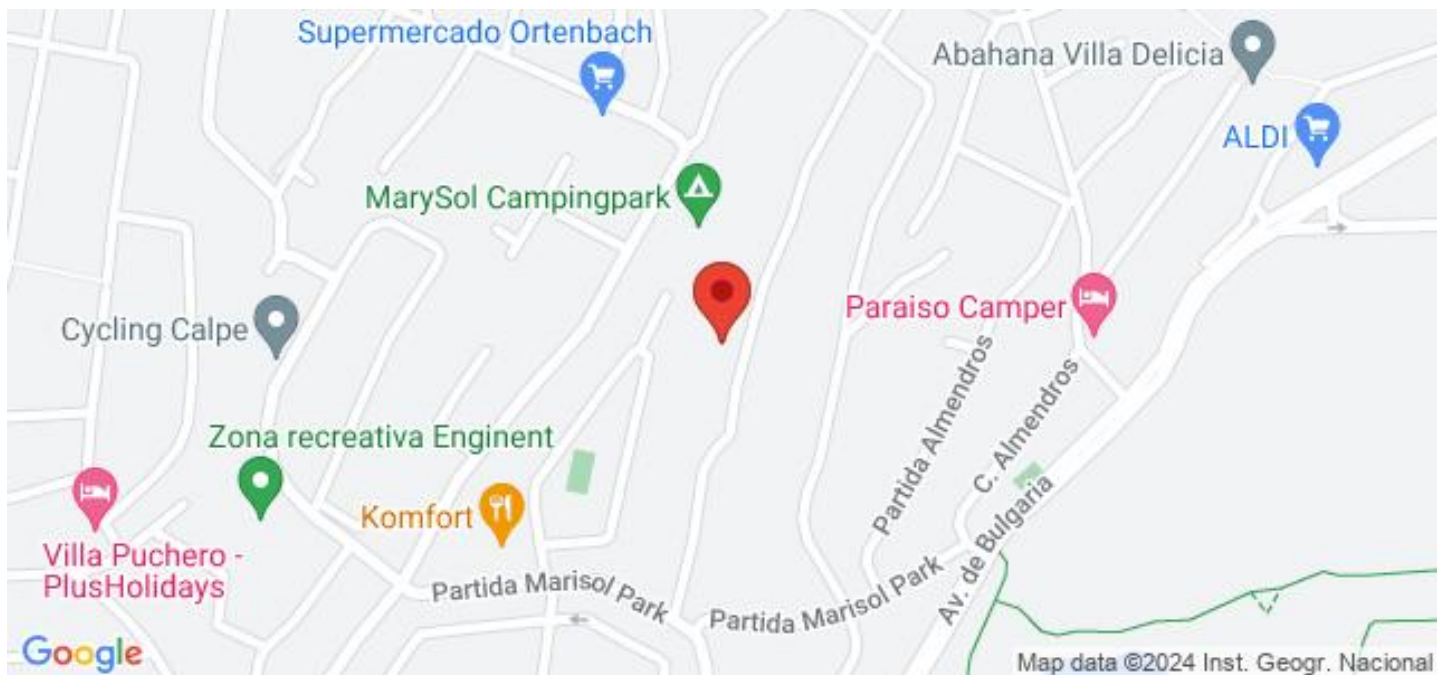 Supermercado Ortenbach
Abahana Villa Delicia
ALDI
MarySol Campingpark
Paraiso Camper
Cycling Calpe
Partida Almendros
C. Almendros
Zona recreativa Enginent
Komfort
Av. de Bulgaria
Villa Puchero -
PlusHolidays
Partida Marisol Park
Partida Marisol Park
Google
Map data ©2024 Inst. Geogr. Nacional